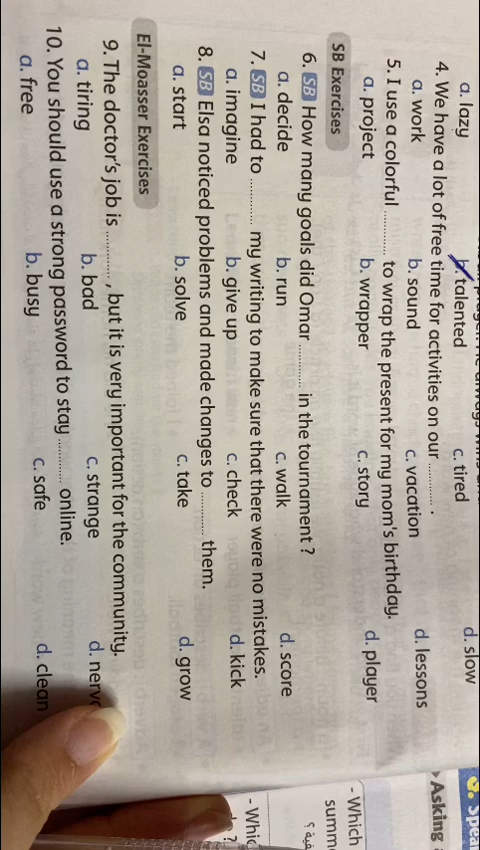 a. lazy b. talented c. tired d. slow
4. We have a lot of free time for activities on our .......... .
a. work b. sound c. vacation d. lessons
5. I use a colorful .......... to wrap the present for my mom's birthday.
a. project b. wrapper c. story d. player
SB Exercises
6. SB How many goals did Omar .......... in the tournament ?
a. decide b. run c. walk d. score
7. SB I had to .......... my writing to make sure that there were no mistakes.
a. imagine b. give up c. check d. kick
8. SB Elsa noticed problems and made changes to .......... them.
a. start b. solve c. take d. grow
El-Moasser Exercises
9. The doctor's job is .......... , but it is very important for the community.
a. tiring b. bad c. strange
10. You should use a strong password to stay .......... online.
a. free b. busy c. safe d. clean
Asking
- Which
summ